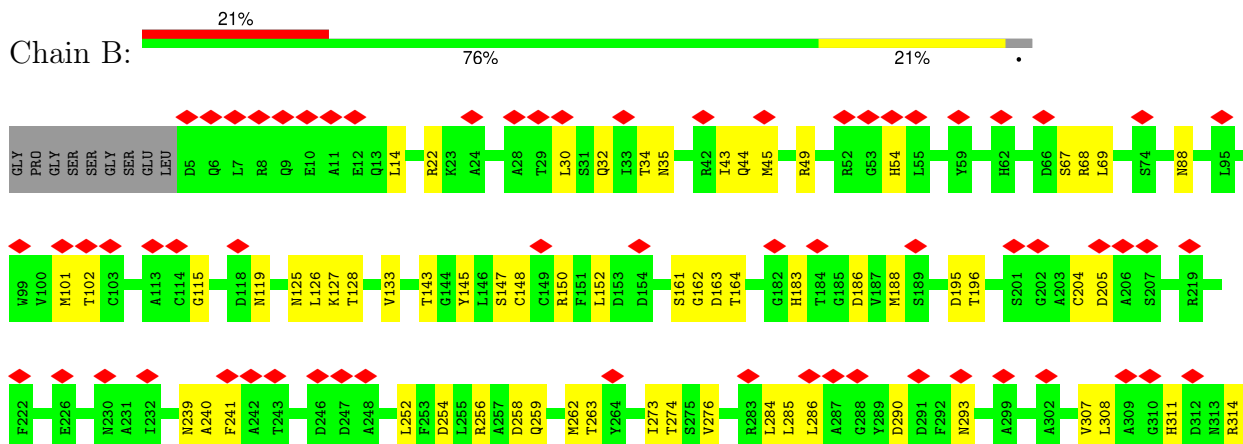 21%
Chain B:
76% 21% •
GLY PRO GLY SER SER GLY SER GLU LEU D5 Q6 L7 R8 Q9 E10 A11 E12 Q13 L14 R22 K23 A24 A28 T29 L30 S31 Q32 I33 T34 N35 R42 I43 Q44 M45 R49 R52 G53 H54 L55 Y59 H62 D66 S67 R68 L69 S74 N88 L95
W99 V100 M101 T102 C103 A113 C114 G115 D118 N119 N125 L126 K127 T128 V133 T143 G144 Y145 L146 S147 C148 C149 R150 F151 L152 D153 D154 S161 G162 D163 T164 G182 H183 T184 G185 D186 V187 M188 S189 D195 T196 S201 G202 A203 C204 D205 A206 S207 R219
F222 E226 N230 A231 I232 N239 A240 F241 A242 T243 D246 D247 A248 L252 F253 D254 L255 R256 A257 D258 Q259 M262 T263 Y264 I273 T274 S275 V276 R283 L284 L285 L286 A287 G288 Y289 D290 D291 F292 N293 A299 A302 V307 L308 A309 G310 H311 D312 N313 R314